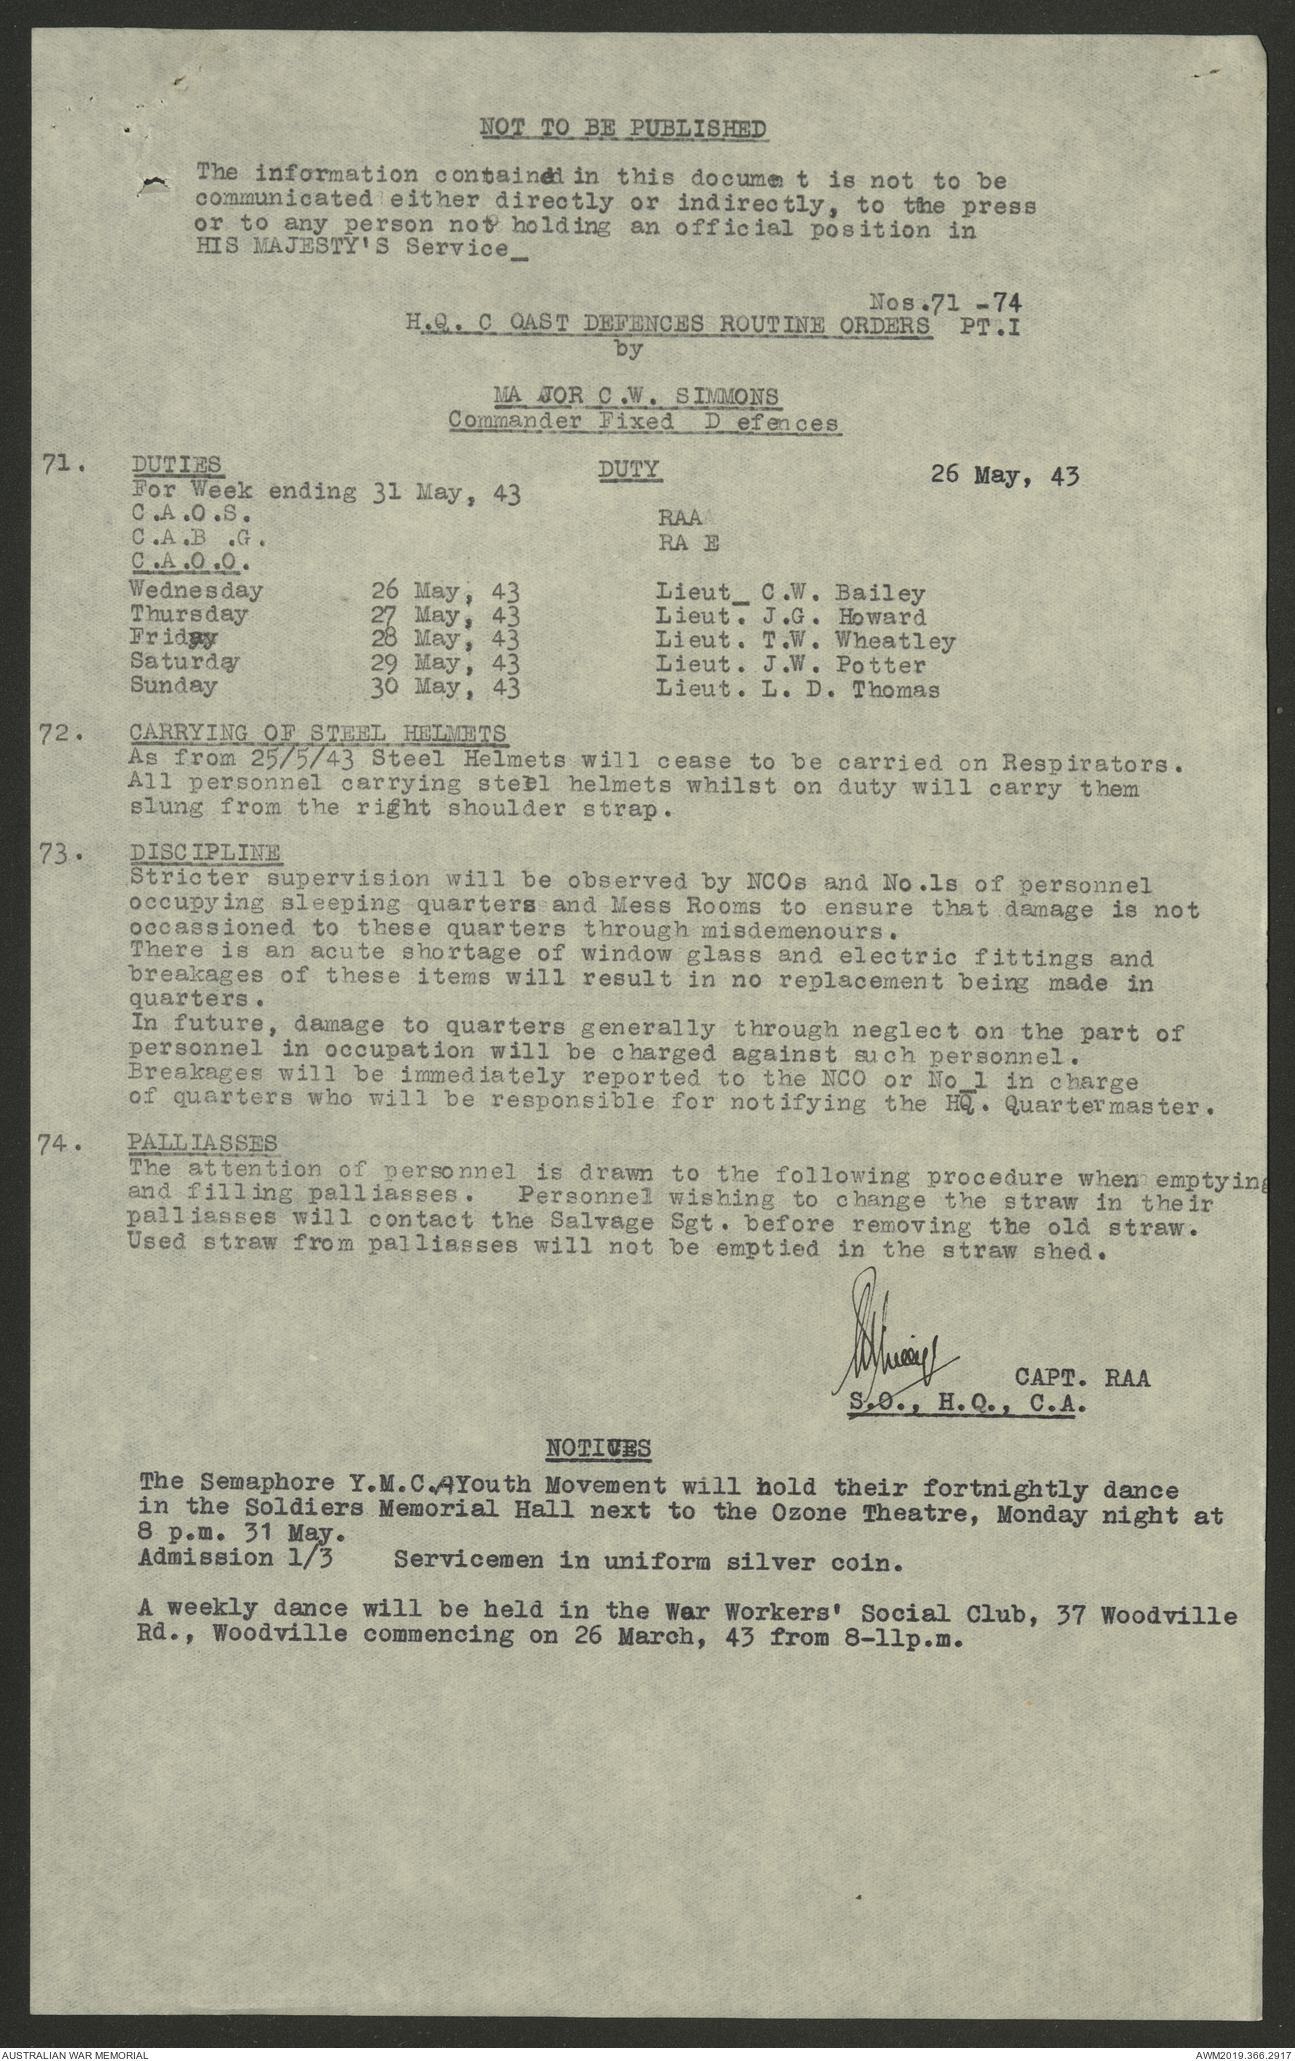 NOT TO BE PUBLISHED
The information contained in this document is not to be
communicated either directly or indirectly, to the press
or to any person not holding an official position in
HIS MAJESTY'S Service_
Nos.71 -74
H.Q. C OAST DEFENCES ROUTINE ORDERS PT.I
by
MA JOR C.W. SIMMONS
Commander Fixed D efences
71. DUTIES DUTY 26 May, 43
For Week ending 31 May, 43
C.A.O.S. RAA
C.A.B .G. RA E
C.A.O.O.
Wednesday 26 May, 43 Lieut_ C.W. Bailey
Thursday 27 May, 43 Lieut. J.G. Howard
Friday 28 May, 43 Lieut. T.W. Wheatley
Saturday 29 May, 43 Lieut. J.W. Potter
Sunday 30 May, 43 Lieut. L. D. Thomas
72. CARRYING OF STEEL HELMETS
As from 25/5/43 Steel Helmets will cease to be carried on Respirators.
All personnel carrying steel helmets whilst on duty will carry them
slung from the right shoulder strap.
73. DISCIPLINE
Stricter supervision will be observed by NCOs and No.1s of personnel
occupying sleeping quarters and Mess Rooms to ensure that damage is not
occassioned to these quarters through misdemenours.
There is an acute shortage of window glass and electric fittings and
breakages of these items will result in no replacement being made in
quarters.
In future, damage to quarters generally through neglect on the part of
personnel in occupation will be charged against such personnel.
Breakages will be immediately reported to the NCO or No_1 in charge
of quarters who will be responsible for notifying the HQ. Quartermaster.
74. PALLIASSES
The attention of personnel is drawn to the following procedure when emptying
and filling palliasses. Personnel wishing to change the straw in their
palliasses will contact the Salvage Sgt. before removing the old straw.
Used straw from palliasses will not be emptied in the straw shed.
CAPT. RAA
S.O., H.Q., C.A.
NOTICES
The Semaphore Y.M.C.A Youth Movement will hold their fortnightly dance
in the Soldiers Memorial Hall next to the Ozone Theatre, Monday night at
8 p.m. 31 May.
Admission 1/3 Servicemen in uniform silver coin.
A weekly dance will be held in the War Workers' Social Club, 37 Woodville
Rd., Woodville commencing on 26 March, 43 from 8-11p.m.
AUSTRALIAN WAR MEMORIAL AWM2019.366.2917